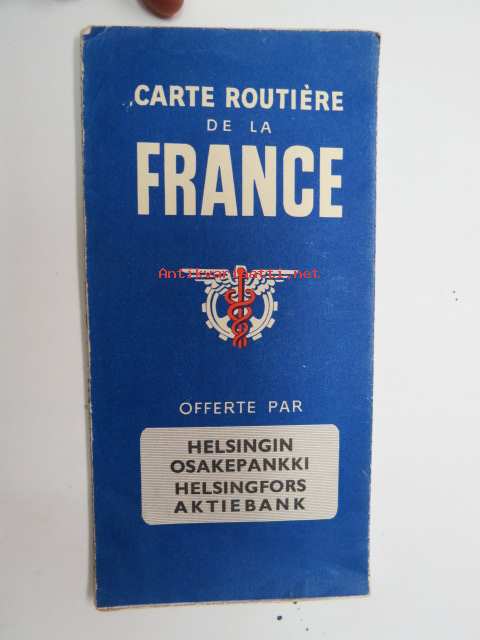 CARTE ROUTIÈRE
DE LA
FRANCE
Antikvariaatti.net
OFFERTE PAR
HELSINGIN
OSAKEPANKKI
HELSINGFORS
AKTIEBANK